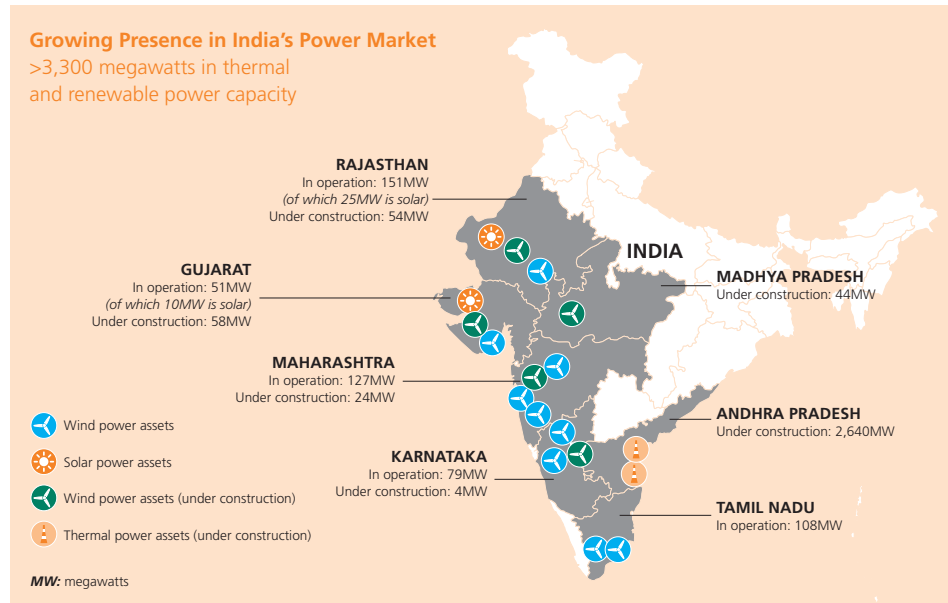 Growing Presence in India's Power Market
>3,300 megawatts in thermal
and renewable power capacity
RAJASTHAN
In operation: 151MW
(of which 25MW is solar)
Under construction: 54MW
INDIA
GUJARAT
In operation: 51MW
(of which 10MW is solar)
Under construction: 58MW
MADHYA PRADESH
Under construction: 44MW
MAHARASHTRA
In operation: 127MW
Under construction: 24MW
ANDHRA PRADESH
Under construction: 2,640MW
KARNATAKA
In operation: 79MW
Under construction: 4MW
TAMIL NADU
In operation: 108MW
Wind power assets
Solar power assets
Wind power assets (under construction)
Thermal power assets (under construction)
MW: megawatts